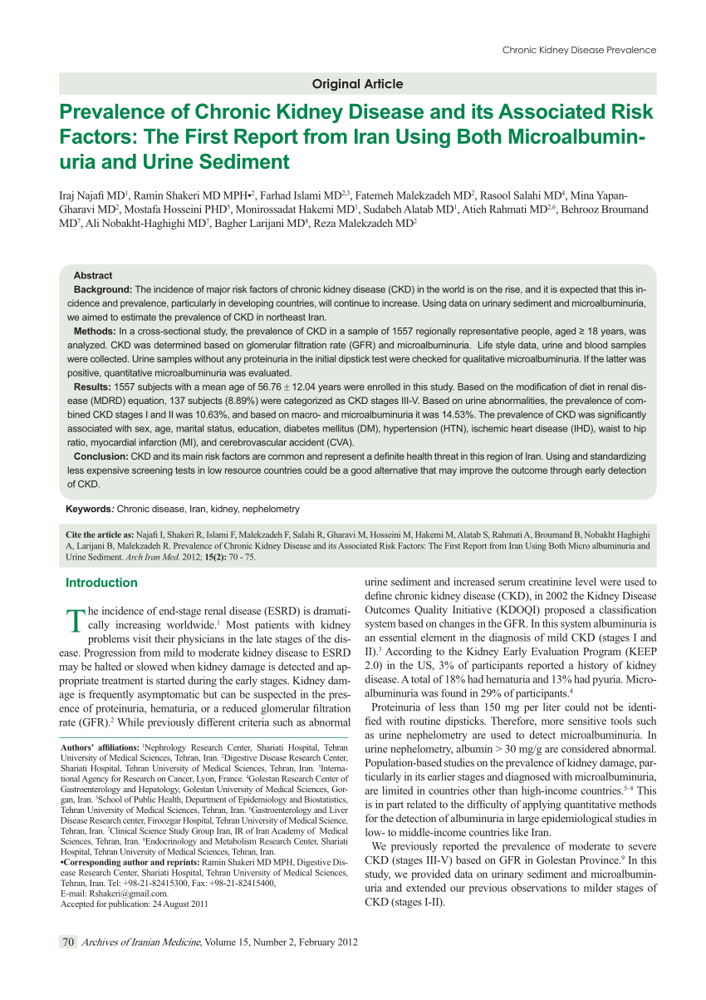 Chronic Kidney Disease Prevalence
Original Article
Prevalence of Chronic Kidney Disease and its Associated Risk
Factors: The First Report from Iran Using Both Microalbumin-
uria and Urine Sediment
Iraj Najafi MD1, Ramin Shakeri MD MPH•2, Farhad Islami MD2,3, Fatemeh Malekzadeh MD2, Rasool Salahi MD4, Mina Yapan-
Gharavi MD2, Mostafa Hosseini PHD5, Monirossadat Hakemi MD1, Sudabeh Alatab MD1, Atieh Rahmati MD2,6, Behrooz Broumand
MD7, Ali Nobakht-Haghighi MD7, Bagher Larijani MD8, Reza Malekzadeh MD2
Abstract
Background: The incidence of major risk factors of chronic kidney disease (CKD) in the world is on the rise, and it is expected that this in-
cidence and prevalence, particularly in developing countries, will continue to increase. Using data on urinary sediment and microalbuminuria,
we aimed to estimate the prevalence of CKD in northeast Iran.
Methods: In a cross-sectional study, the prevalence of CKD in a sample of 1557 regionally representative people, aged ≥ 18 years, was
analyzed. CKD was determined based on glomerular filtration rate (GFR) and microalbuminuria. Life style data, urine and blood samples
were collected. Urine samples without any proteinuria in the initial dipstick test were checked for qualitative microalbuminuria. If the latter was
positive, quantitative microalbuminuria was evaluated.
Results: 1557 subjects with a mean age of 56.76 ± 12.04 years were enrolled in this study. Based on the modification of diet in renal dis-
ease (MDRD) equation, 137 subjects (8.89%) were categorized as CKD stages III-V. Based on urine abnormalities, the prevalence of com-
bined CKD stages I and II was 10.63%, and based on macro- and microalbuminuria it was 14.53%. The prevalence of CKD was significantly
associated with sex, age, marital status, education, diabetes mellitus (DM), hypertension (HTN), ischemic heart disease (IHD), waist to hip
ratio, myocardial infarction (MI), and cerebrovascular accident (CVA).
Conclusion: CKD and its main risk factors are common and represent a definite health threat in this region of Iran. Using and standardizing
less expensive screening tests in low resource countries could be a good alternative that may improve the outcome through early detection
of CKD.
Keywords: Chronic disease, Iran, kidney, nephelometry
Cite the article as: Najafi I, Shakeri R, Islami F, Malekzadeh F, Salahi R, Gharavi M, Hosseini M, Hakemi M, Alatab S, Rahmati A, Broumand B, Nobakht Haghighi
A, Larijani B, Malekzadeh R. Prevalence of Chronic Kidney Disease and its Associated Risk Factors: The First Report from Iran Using Both Micro albuminuria and
Urine Sediment. Arch Iran Med. 2012; 15(2): 70 - 75.
Introduction
The incidence of end-stage renal disease (ESRD) is dramati-
cally increasing worldwide.1 Most patients with kidney
problems visit their physicians in the late stages of the dis-
ease. Progression from mild to moderate kidney disease to ESRD
may be halted or slowed when kidney damage is detected and ap-
propriate treatment is started during the early stages. Kidney dam-
age is frequently asymptomatic but can be suspected in the pres-
ence of proteinuria, hematuria, or a reduced glomerular filtration
rate (GFR).2 While previously different criteria such as abnormal
Authors' affiliations: 1Nephrology Research Center, Shariati Hospital, Tehran
University of Medical Sciences, Tehran, Iran. 2Digestive Disease Research Center,
Shariati Hospital, Tehran University of Medical Sciences, Tehran, Iran. 3Interna-
tional Agency for Research on Cancer, Lyon, France. 4Golestan Research Center of
Gastroenterology and Hepatology, Golestan University of Medical Sciences, Gor-
gan, Iran. 5School of Public Health, Department of Epidemiology and Biostatistics,
Tehran University of Medical Sciences, Tehran, Iran. 6Gastroenterology and Liver
Disease Research center, Firoozgar Hospital, Tehran University of Medical Science,
Tehran, Iran. 7Clinical Science Study Group Iran, IR of Iran Academy of Medical
Sciences, Tehran, Iran. 8Endocrinology and Metabolism Research Center, Shariati
Hospital, Tehran University of Medical Sciences, Tehran, Iran.
•Corresponding author and reprints: Ramin Shakeri MD MPH, Digestive Dis-
ease Research Center, Shariati Hospital, Tehran University of Medical Sciences,
Tehran, Iran. Tel: +98-21-82415300, Fax: +98-21-82415400,
E-mail: Rshakeri@gmail.com.
Accepted for publication: 24 August 2011
urine sediment and increased serum creatinine level were used to
define chronic kidney disease (CKD), in 2002 the Kidney Disease
Outcomes Quality Initiative (KDOQI) proposed a classification
system based on changes in the GFR. In this system albuminuria is
an essential element in the diagnosis of mild CKD (stages I and
II).3 According to the Kidney Early Evaluation Program (KEEP
2.0) in the US, 3% of participants reported a history of kidney
disease. A total of 18% had hematuria and 13% had pyuria. Micro-
albuminuria was found in 29% of participants.4
Proteinuria of less than 150 mg per liter could not be identi-
fied with routine dipsticks. Therefore, more sensitive tools such
as urine nephelometry are used to detect microalbuminuria. In
urine nephelometry, albumin > 30 mg/g are considered abnormal.
Population-based studies on the prevalence of kidney damage, par-
ticularly in its earlier stages and diagnosed with microalbuminuria,
are limited in countries other than high-income countries.5–8 This
is in part related to the difficulty of applying quantitative methods
for the detection of albuminuria in large epidemiological studies in
low- to middle-income countries like Iran.
We previously reported the prevalence of moderate to severe
CKD (stages III-V) based on GFR in Golestan Province.9 In this
study, we provided data on urinary sediment and microalbumin-
uria and extended our previous observations to milder stages of
CKD (stages I-II).
70 Archives of Iranian Medicine, Volume 15, Number 2, February 2012